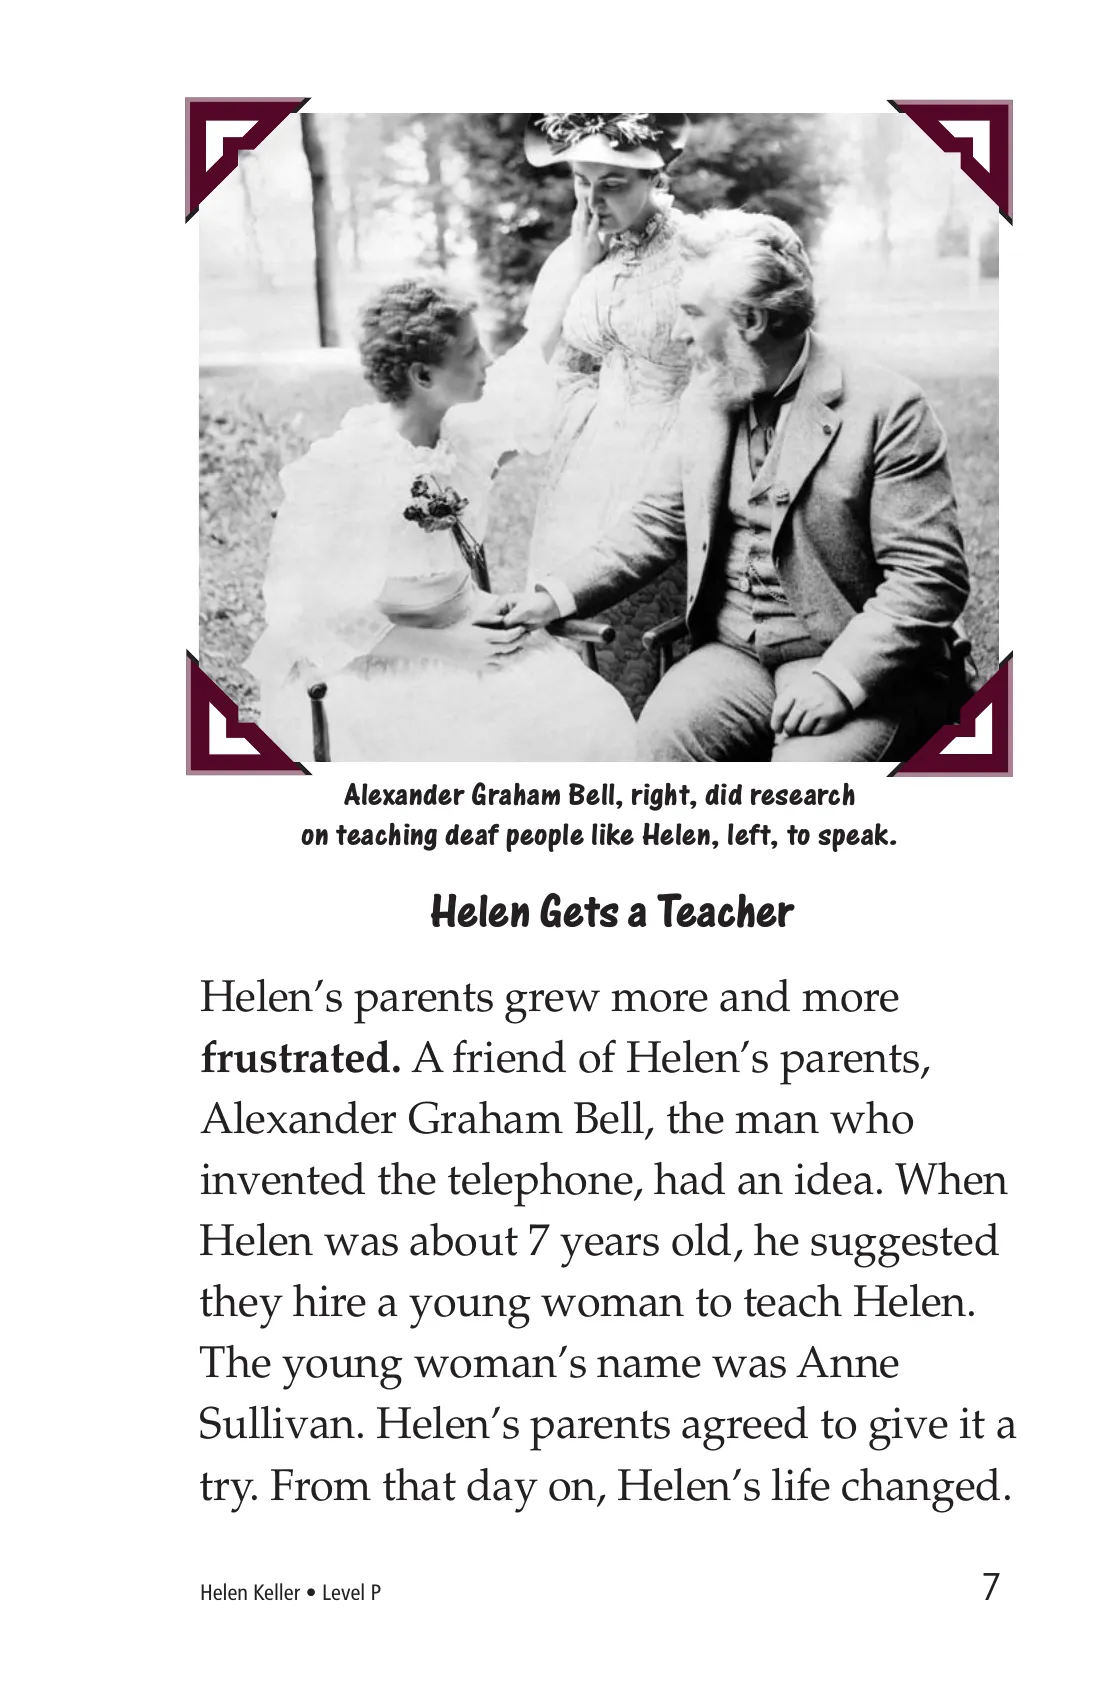 Alexander Graham Bell, right, did research
on teaching deaf people like Helen, left, to speak.
Helen Gets a Teacher
Helen’s parents grew more and more
frustrated. A friend of Helen’s parents,
Alexander Graham Bell, the man who
invented the telephone, had an idea. When
Helen was about 7 years old, he suggested
they hire a young woman to teach Helen.
The young woman’s name was Anne
Sullivan. Helen’s parents agreed to give it a
try. From that day on, Helen’s life changed.
Helen Keller • Level P 7